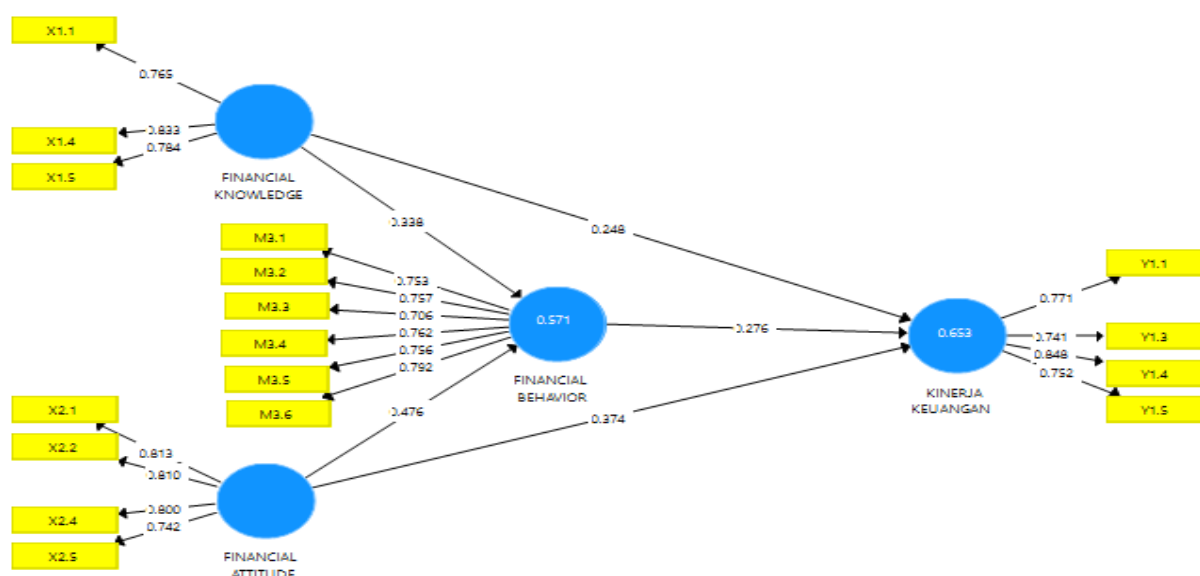 X1.1
0.765
X1.4
0.833
X1.5
0.784
FINANCIAL
KNOWLEDGE
0.338
0.248
M3.1
M3.2
M3.3
M3.4
M3.5
M3.6
0.753
0.757
0.706
0.762
0.756
0.792
0.571
FINANCIAL
BEHAVIOR
0.276
0.653
KINERJA
KEUANGAN
0.771
0.741
0.848
0.752
Y1.1
Y1.3
Y1.4
Y1.5
0.476
0.374
X2.1
X2.2
X2.4
X2.5
0.813
0.810
0.800
0.742
FINANCIAL
ATTITUDE